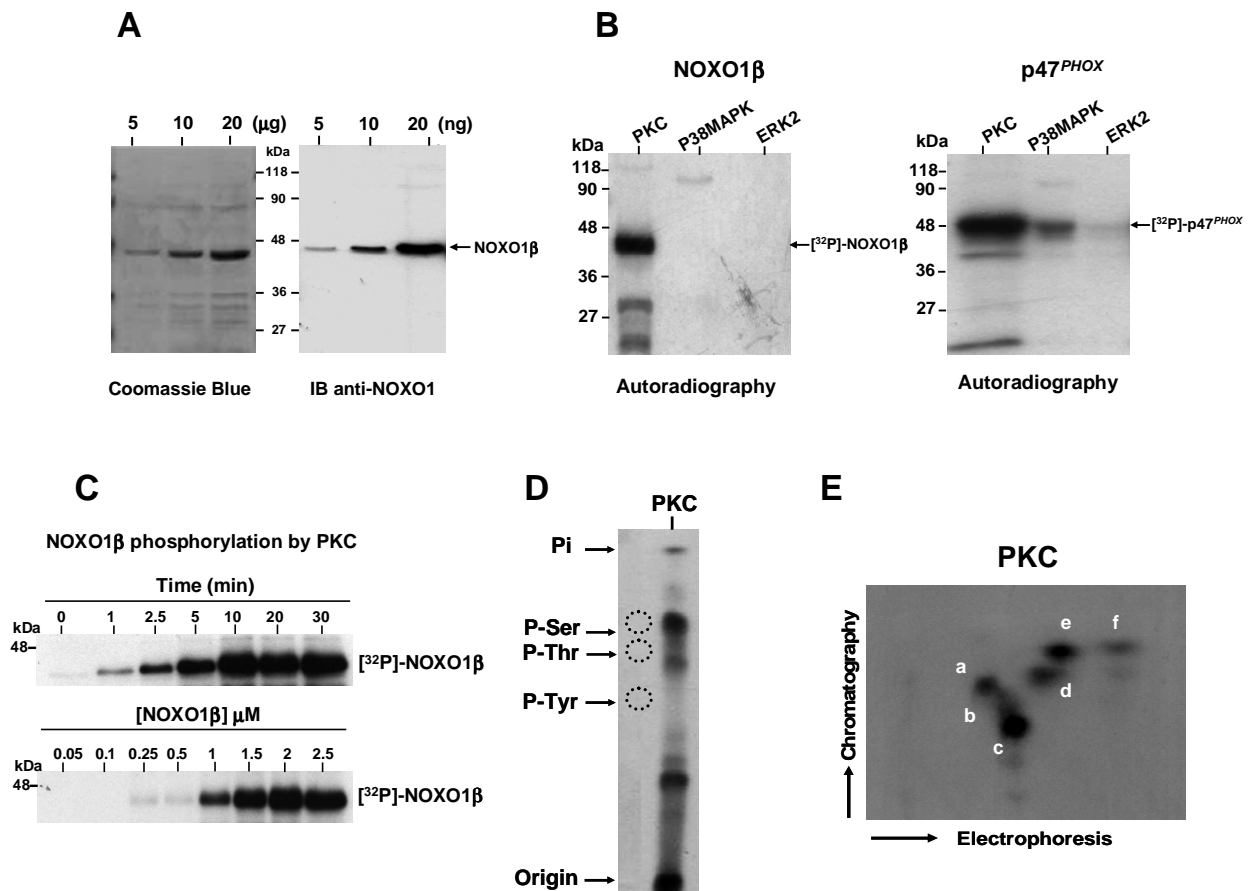 A
5 10 20 (μg)
kDa
118
90
48
36
27
5 10 20 (ng)
NOXO1β
Coomassie Blue
IB anti-NOXO1
B
NOXO1β
kDa
PKC
P38MAPK
ERK2
118
90
48
36
27
[³²P]-NOXO1β
Autoradiography
p47PHOX
kDa
PKC
P38MAPK
ERK2
118
90
48
36
27
[³²P]-p47PHOX
Autoradiography
C
NOXO1β phosphorylation by PKC
Time (min)
0 1 2.5 5 10 20 30
kDa
48
[³²P]-NOXO1β
[NOXO1β] μM
0.05 0.1 0.25 0.5 1 1.5 2 2.5
kDa
48
[³²P]-NOXO1β
D
PKC
Pi
P-Ser
P-Thr
P-Tyr
Origin
E
PKC
Chromatography
a
b
c
d
e
f
Electrophoresis